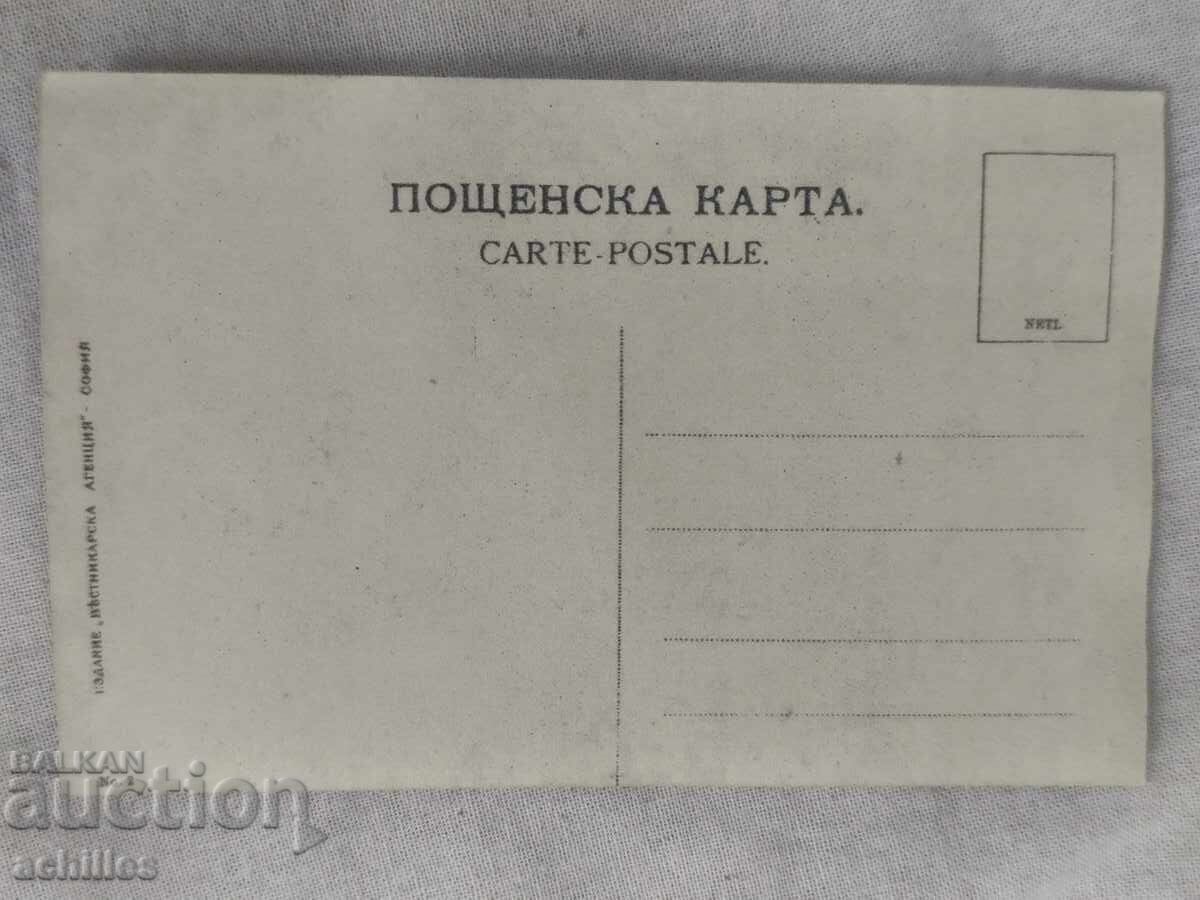 ПОЩЕНСКА КАРТА.
CARTE-POSTALE.
NETL
ИЗДАНИЕ „ВѢСТНИКАРСКА АГЕНЦИЯ" - СОФИЯ
BALKAN
auction
achilles